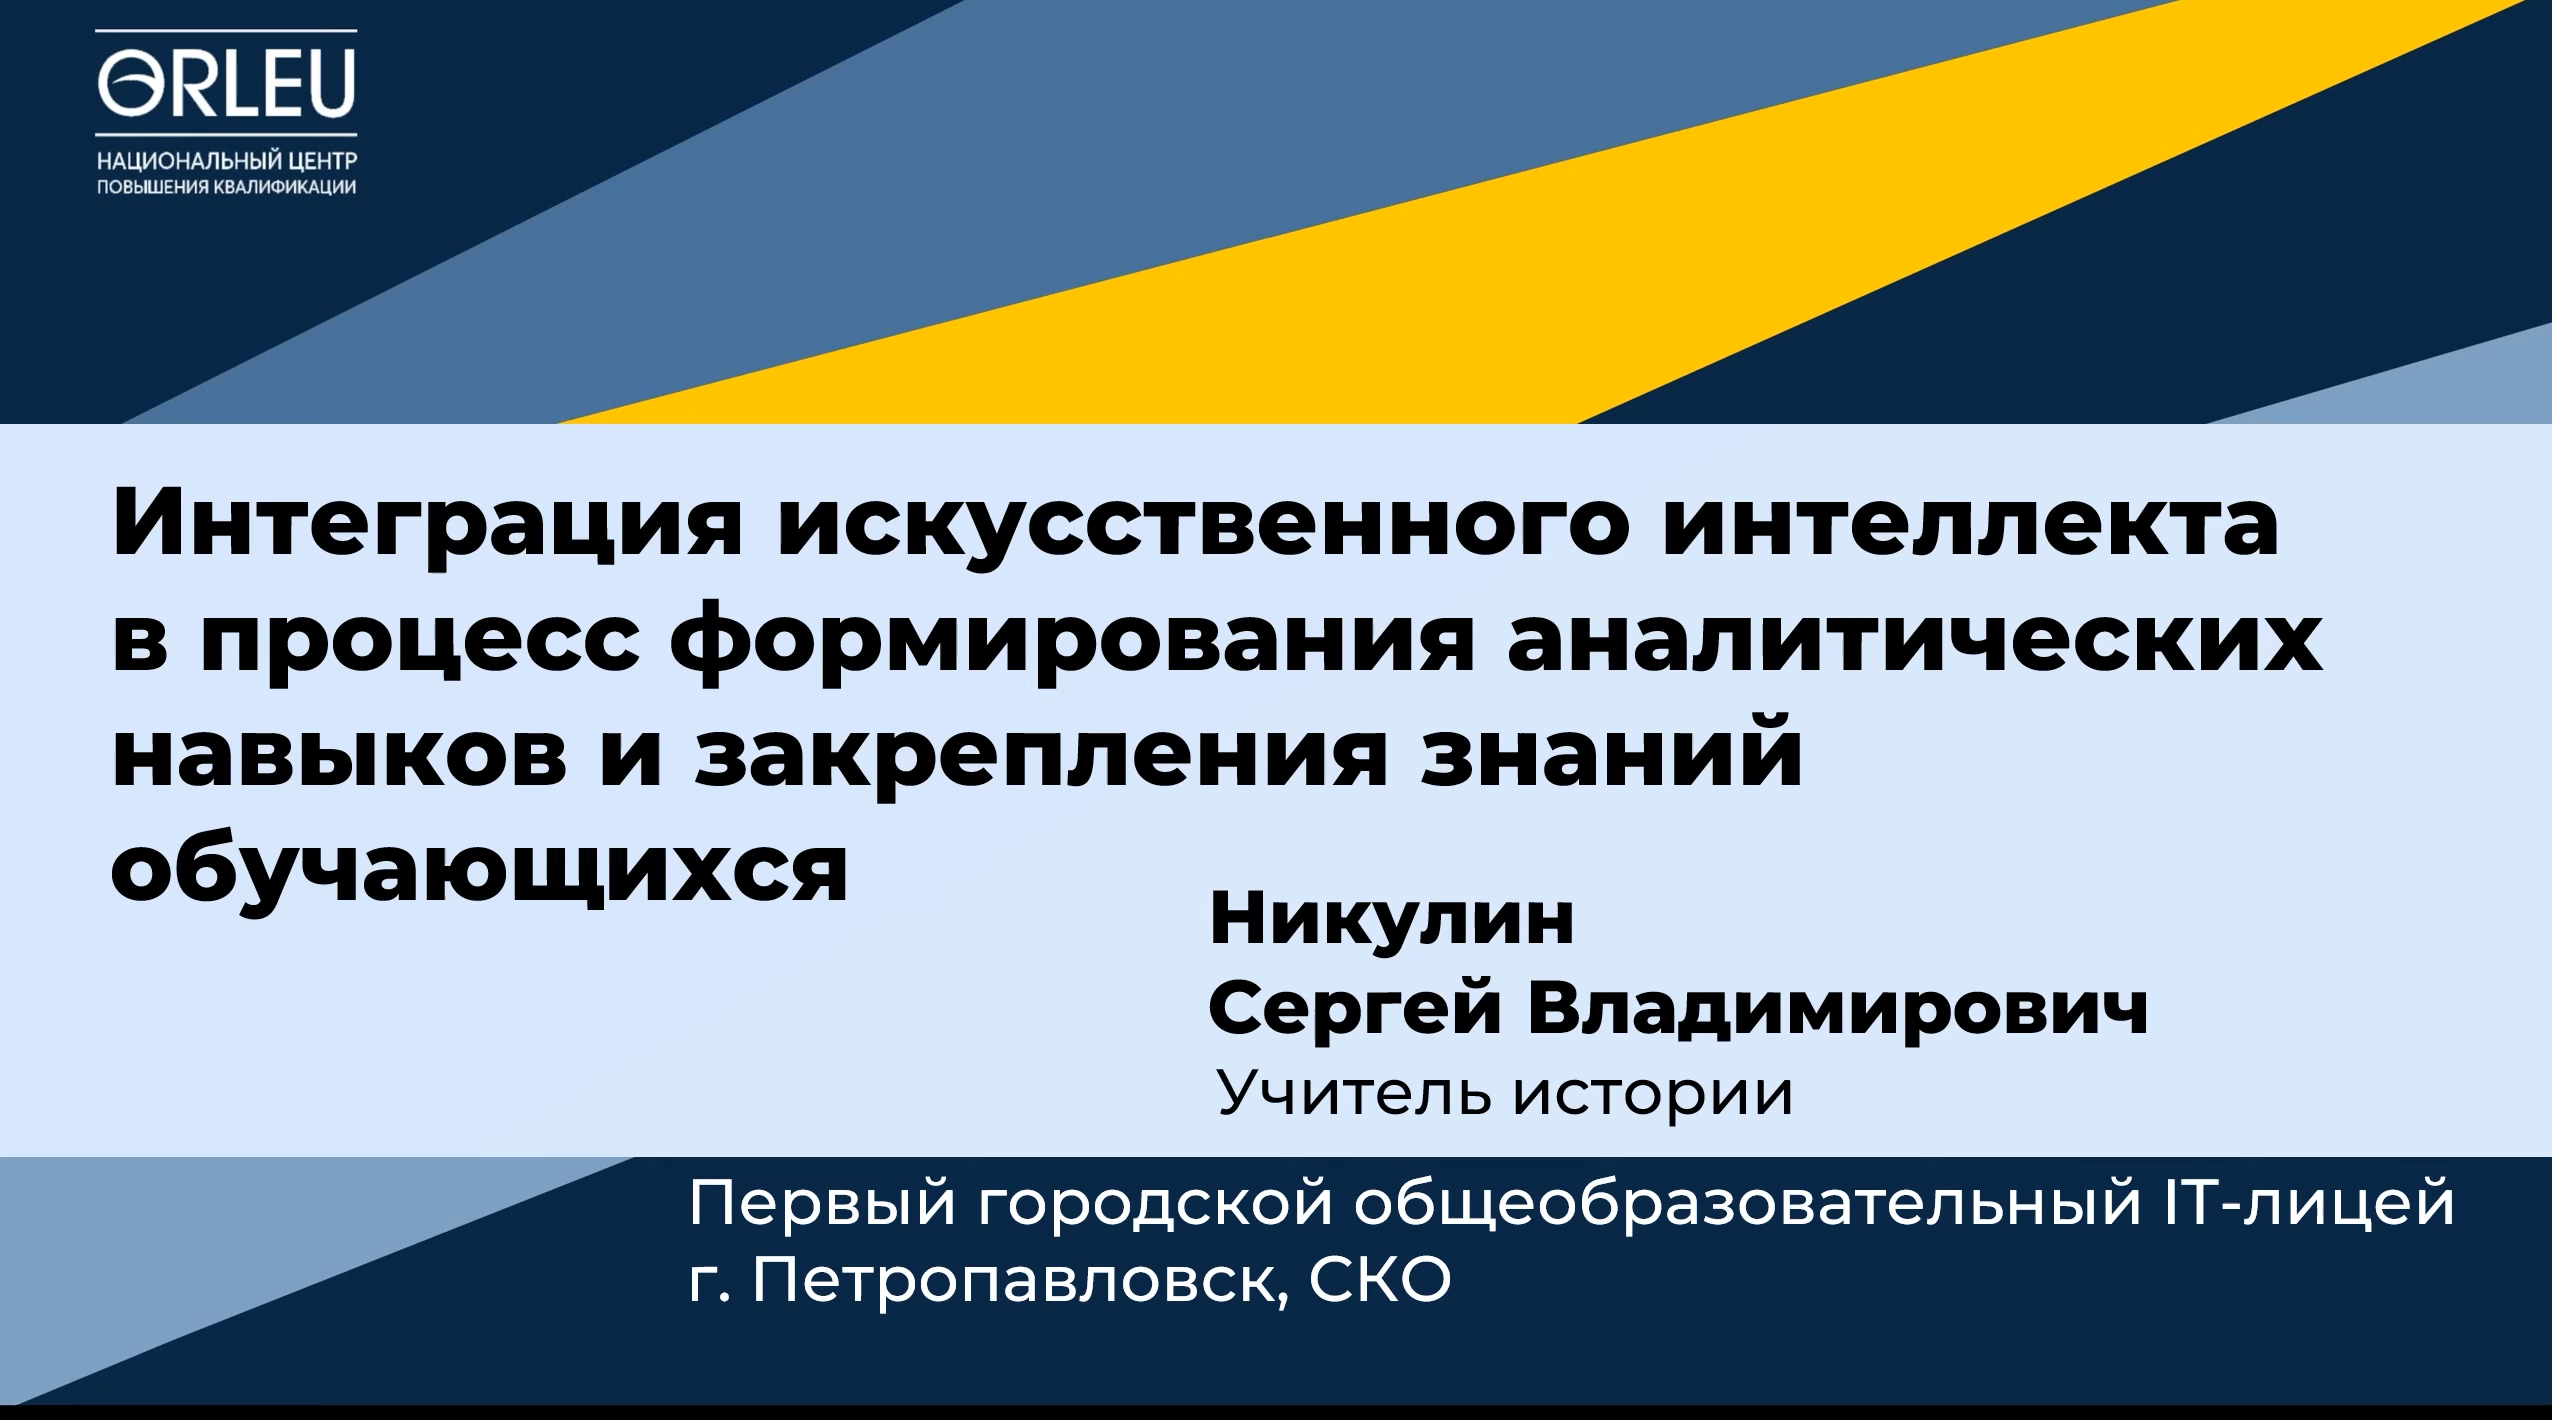 ӨRLEU
НАЦИОНАЛЬНЫЙ ЦЕНТР
ПОВЫШЕНИЯ КВАЛИФИКАЦИИ
Интеграция искусственного интеллекта
в процесс формирования аналитических
навыков и закрепления знаний
обучающихся
Никулин
Сергей Владимирович
Учитель истории
Первый городской общеобразовательный IT-лицей
г. Петропавловск, СКО